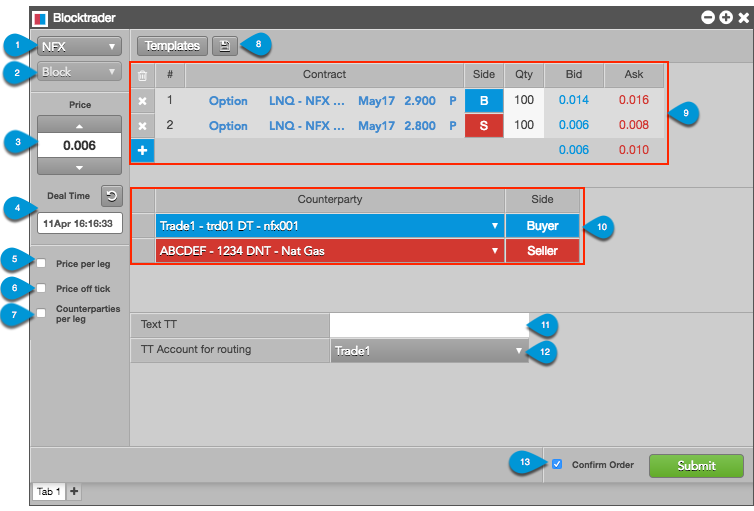 Blocktrader
1 NFX
Templates 8
2 Block
# Contract Side Qty Bid Ask
Price
1 Option LNQ - NFX ... May17 2.900 P B 100 0.014 0.016
2 Option LNQ - NFX ... May17 2.800 P S 100 0.006 0.008
0.006 0.010
9
3 0.006
Deal Time
4 11Apr 16:16:33
Counterparty Side
Trade1 - trd01 DT - nfx001 Buyer
ABCDEF - 1234 DNT - Nat Gas Seller
10
5 Price per leg
6 Price off tick
7 Counterparties
per leg
Text TT 11
TT Account for routing Trade1 12
13 Confirm Order Submit
Tab 1 +